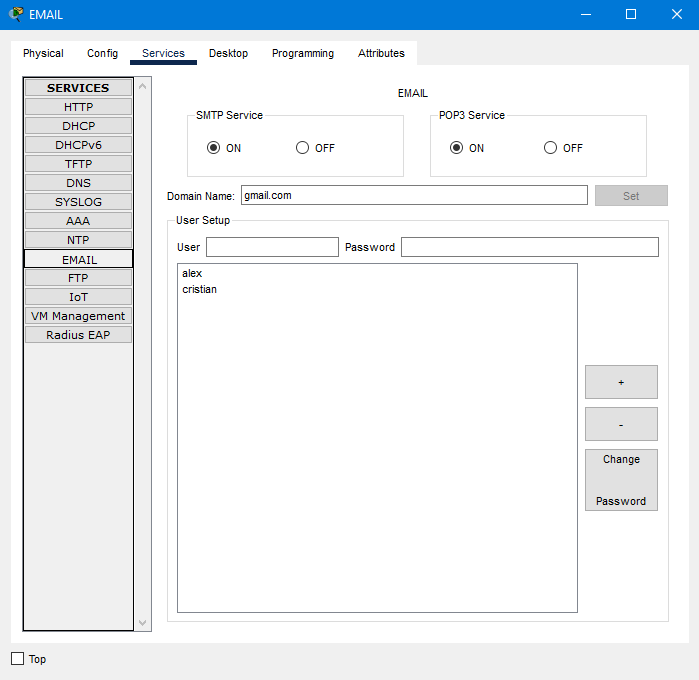 EMAIL
Physical Config Services Desktop Programming Attributes
SERVICES
HTTP
DHCP
DHCPv6
TFTP
DNS
SYSLOG
AAA
NTP
EMAIL
FTP
IoT
VM Management
Radius EAP
EMAIL
SMTP Service
ON OFF
POP3 Service
ON OFF
Domain Name: gmail.com Set
User Setup
User Password
alex
cristian
+
-
Change
Password
Top